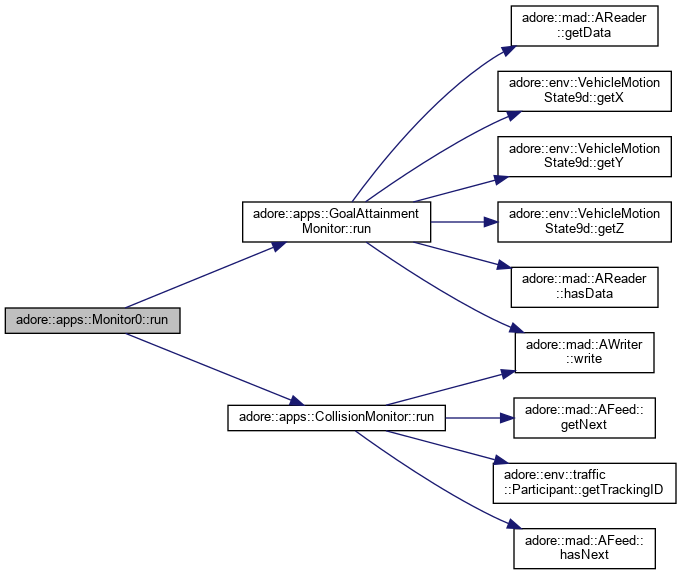 adore::mad::AReader
::getData
adore::env::VehicleMotion
State9d::getX
adore::env::VehicleMotion
State9d::getY
adore::apps::GoalAttainment
Monitor::run
adore::env::VehicleMotion
State9d::getZ
adore::mad::AReader
::hasData
adore::apps::Monitor0::run
adore::mad::AWriter
::write
adore::apps::CollisionMonitor::run
adore::mad::AFeed::
getNext
adore::env::traffic
::Participant::getTrackingID
adore::mad::AFeed::
hasNext